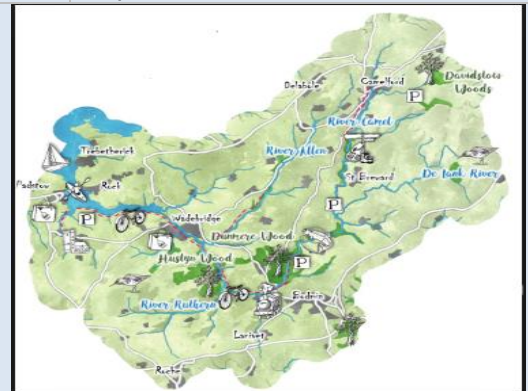 Delabole
Camelford
Davidstow
Woods
P
River Camel
Trebetherick
River Allen
St Breward
De Lank River
Padstow
Rock
P
P
Wadebridge
Dunmere Wood
Hustyn Wood
P
River Ruthern
Bodmin
Lanivet
Roche